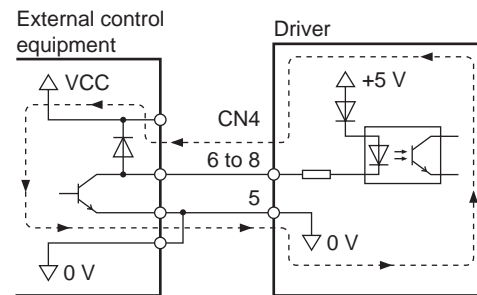 External control
equipment
Driver
VCC
CN4
+5 V
6 to 8
5
0 V
0 V